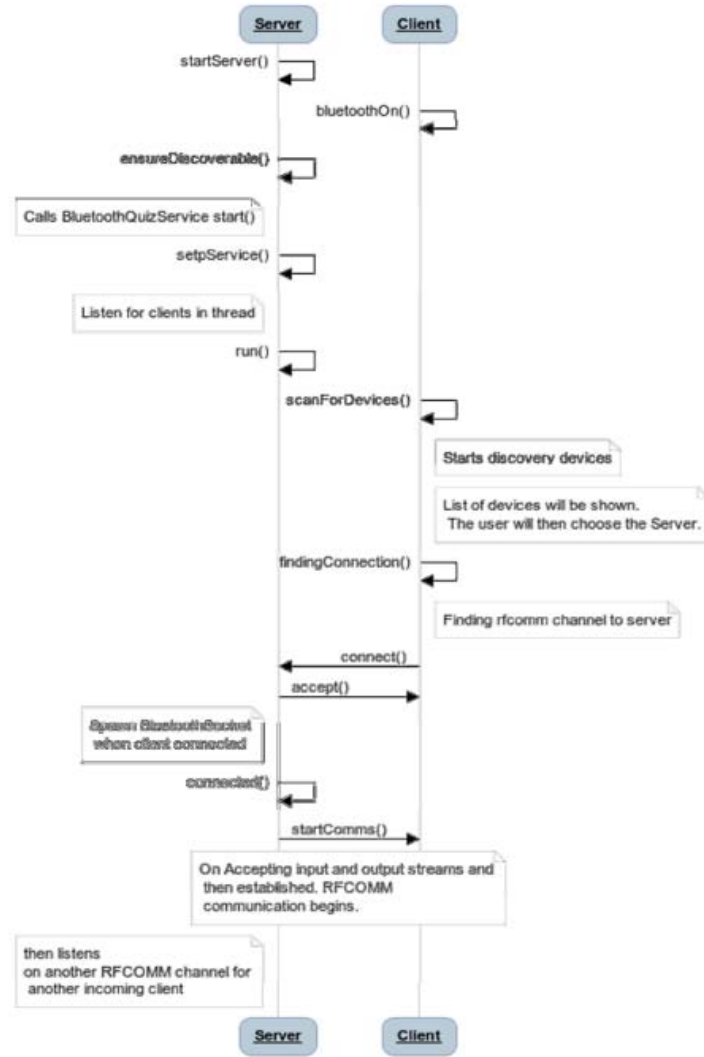 Server Client
startServer()
bluetoothOn()
ensureDiscoverable()
Calls BluetoothQuizService start()
setpService()
Listen for clients in thread
run()
scanForDevices()
Starts discovery devices
List of devices will be shown.
The user will then choose the Server.
findingConnection()
Finding rfcomm channel to server
connect()
accept()
Spawn BluetoothSocket
when client connected
connected()
startComms()
On Accepting input and output streams and
then established. RFCOMM
communication begins.
then listens
on another RFCOMM channel for
another incoming client
Server Client